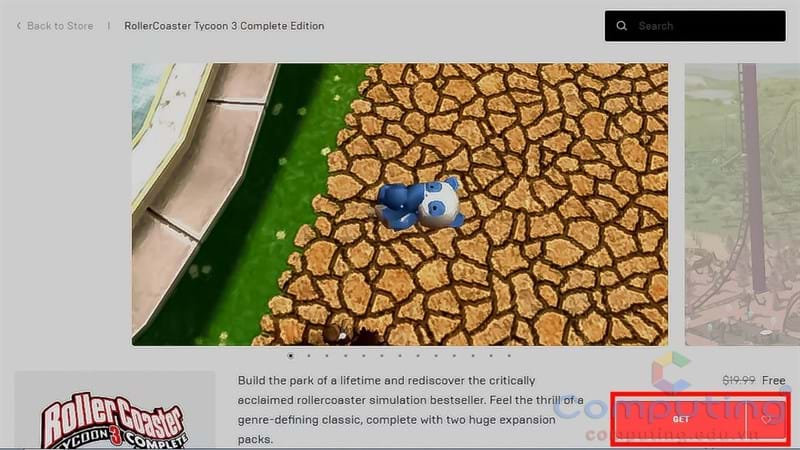 Back to Store
RollerCoaster Tycoon 3 Complete Edition
Search
Build the park of a lifetime and rediscover the critically
acclaimed rollercoaster simulation bestseller. Feel the thrill of a
genre-defining classic, complete with two huge expansion
packs.
$19.99 Free
GET
RollerCoaster
TYCOON 3 COMPLETE
Computing
computing.edu.vn